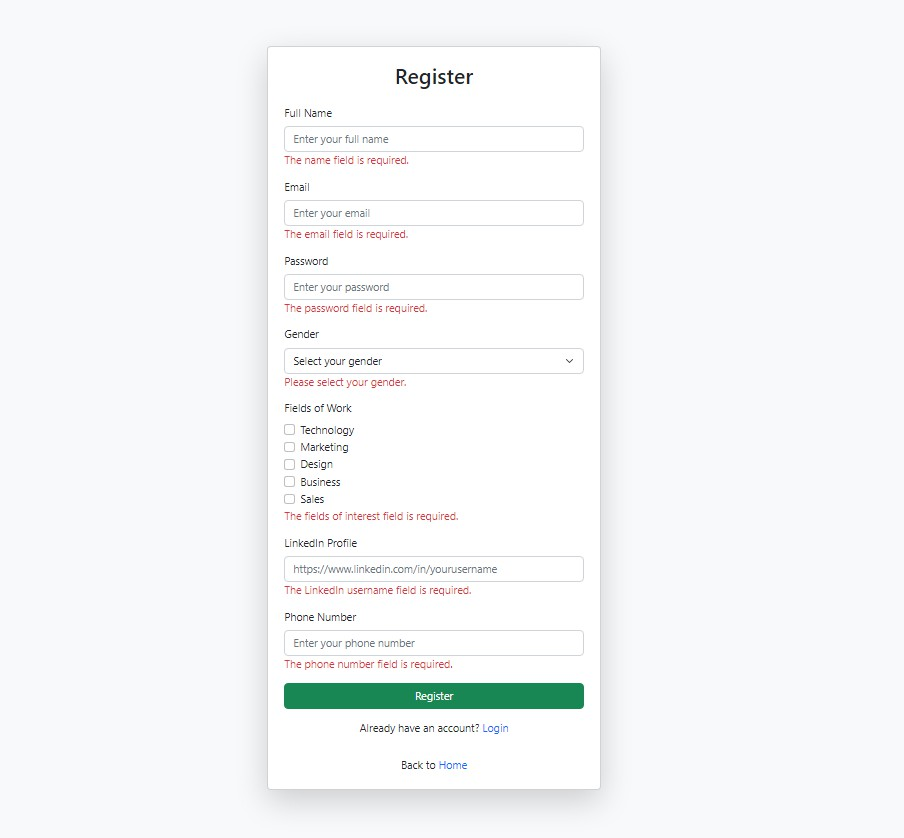 Register
Full Name
Enter your full name
The name field is required.
Email
Enter your email
The email field is required.
Password
Enter your password
The password field is required.
Gender
Select your gender
Please select your gender.
Fields of Work
Technology
Marketing
Design
Business
Sales
The fields of interest field is required.
LinkedIn Profile
https://www.linkedin.com/in/yourusername
The LinkedIn username field is required.
Phone Number
Enter your phone number
The phone number field is required.
Register
Already have an account? Login
Back to Home